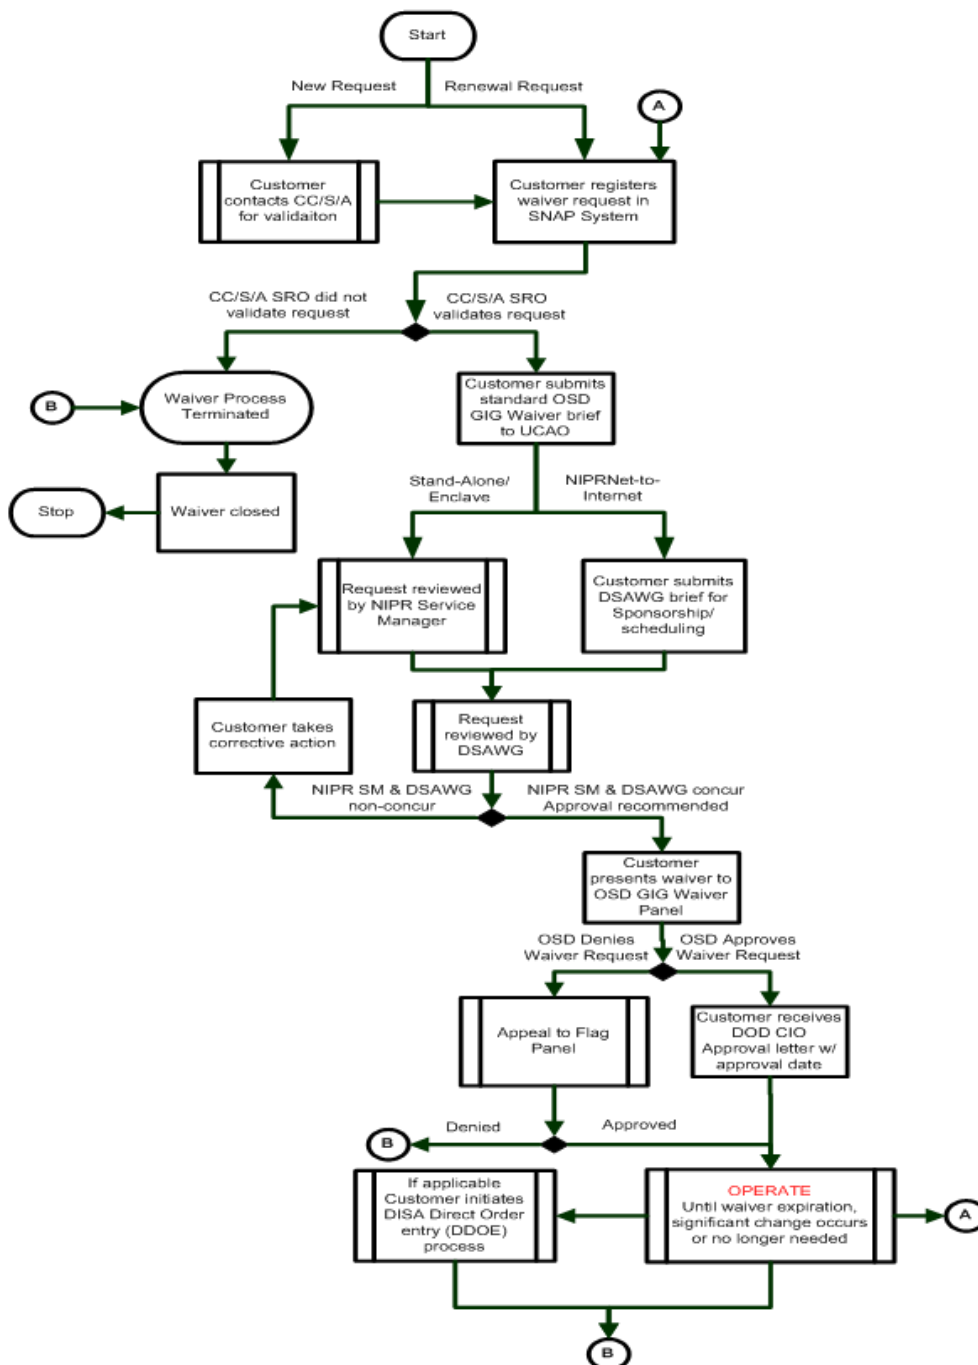 Start
New Request
Renewal Request
A
Customer
contacts CC/S/A
for validaiton
Customer registers
waiver request in
SNAP System
CC/S/A SRO did not
validate request
CC/S/A SRO
validates request
B
Waiver Process
Terminated
Customer submits
standard OSD
GIG Waiver brief
to UCAO
Stop
Waiver closed
Stand-Alone/
Enclave
NIPRNet-to-
Internet
Request reviewed
by NIPR Service
Manager
Customer submits
DSAWG brief for
Sponsorship/
scheduling
Customer takes
corrective action
Request
reviewed by
DSAWG
NIPR SM & DSAWG
non-concur
NIPR SM & DSAWG concur
Approval recommended
Customer
presents waiver to
OSD GIG Waiver
Panel
OSD Denies
Waiver Request
OSD Approves
Waiver Request
Appeal to Flag
Panel
Customer receives
DOD CIO
Approval letter w/
approval date
B
Denied
Approved
If applicable
Customer initiates
DISA Direct Order
entry (DDOE)
process
OPERATE
Until waiver expiration,
significant change occurs
or no longer needed
A
B